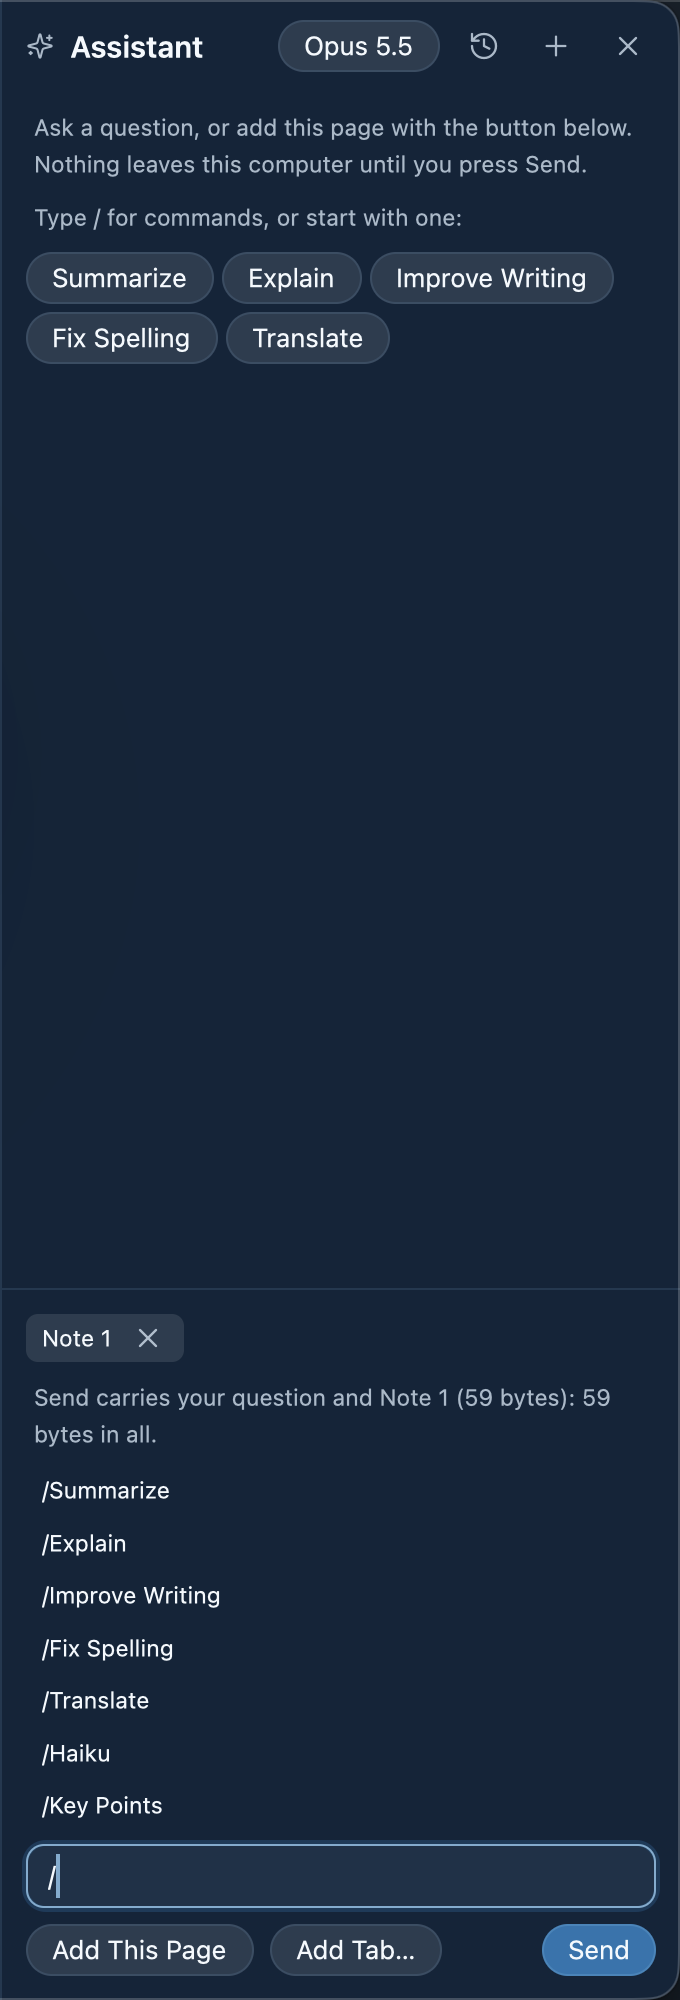 Assistant
Opus 5.5
Ask a question, or add this page with the button below.
Nothing leaves this computer until you press Send.
Type / for commands, or start with one:
Summarize
Explain
Improve Writing
Fix Spelling
Translate
Note 1
Send carries your question and Note 1 (59 bytes): 59
bytes in all.
/Summarize
/Explain
/Improve Writing
/Fix Spelling
/Translate
/Haiku
/Key Points
/
Add This Page
Add Tab...
Send